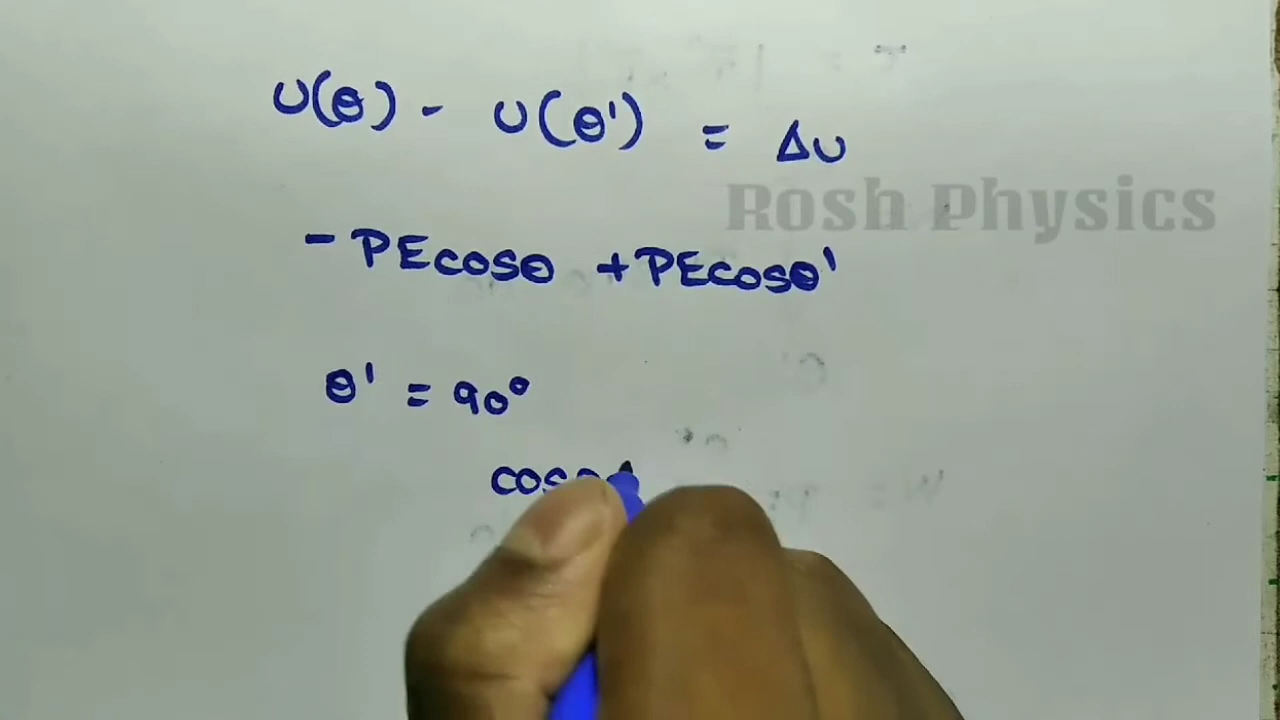 U(θ) - U(θ') = ΔU
Rosh Physics
- PEcosθ + PEcosθ'
θ' = 90°